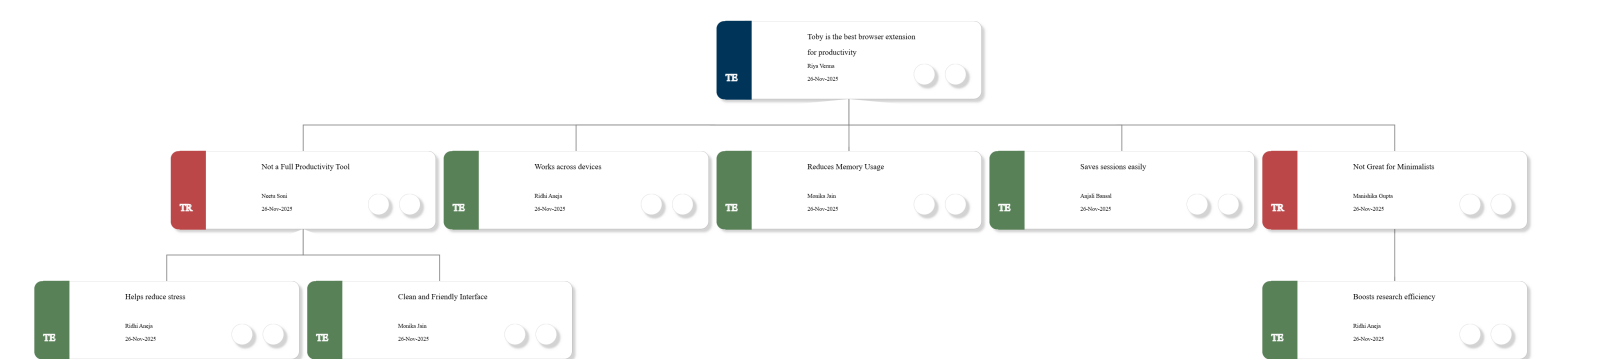 Toby is the best browser extension
for productivity
Riya Verma
26-Nov-2025
TE
Not a Full Productivity Tool
Neetu Soni
26-Nov-2025
TR
Works across devices
Ridhi Aneja
26-Nov-2025
TE
Reduces Memory Usage
Monika Jain
26-Nov-2025
TE
Saves sessions easily
Anjali Bansal
26-Nov-2025
TE
Not Great for Minimalists
Manishika Gupta
26-Nov-2025
TR
Helps reduce stress
Ridhi Aneja
26-Nov-2025
TE
Clean and Friendly Interface
Monika Jain
26-Nov-2025
TE
Boosts research efficiency
Ridhi Aneja
26-Nov-2025
TE